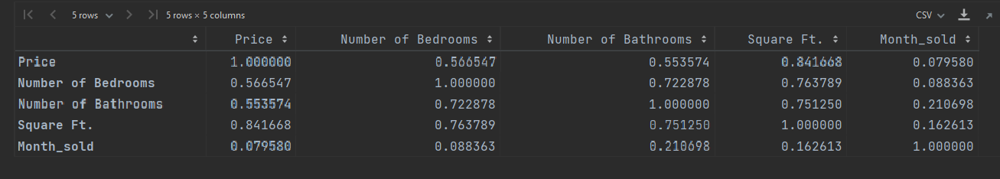 5 rows 5 rows × 5 columns CSV
Price Number of Bedrooms Number of Bathrooms Square Ft. Month_sold
Price 1.000000 0.566547 0.553574 0.841668 0.079580
Number of Bedrooms 0.566547 1.000000 0.722878 0.763789 0.088363
Number of Bathrooms 0.553574 0.722878 1.000000 0.751250 0.210698
Square Ft. 0.841668 0.763789 0.751250 1.000000 0.162613
Month_sold 0.079580 0.088363 0.210698 0.162613 1.000000